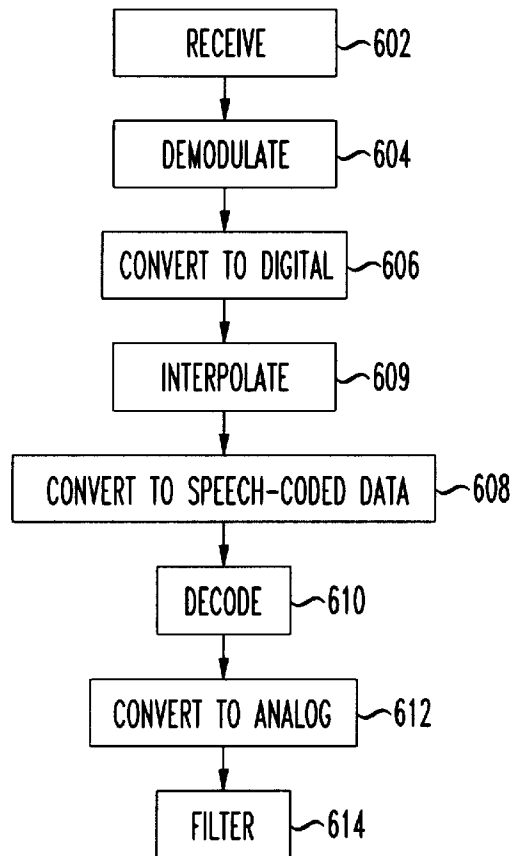 RECEIVE 602
DEMODULATE 604
CONVERT TO DIGITAL 606
INTERPOLATE 609
CONVERT TO SPEECH-CODED DATA 608
DECODE 610
CONVERT TO ANALOG 612
FILTER 614